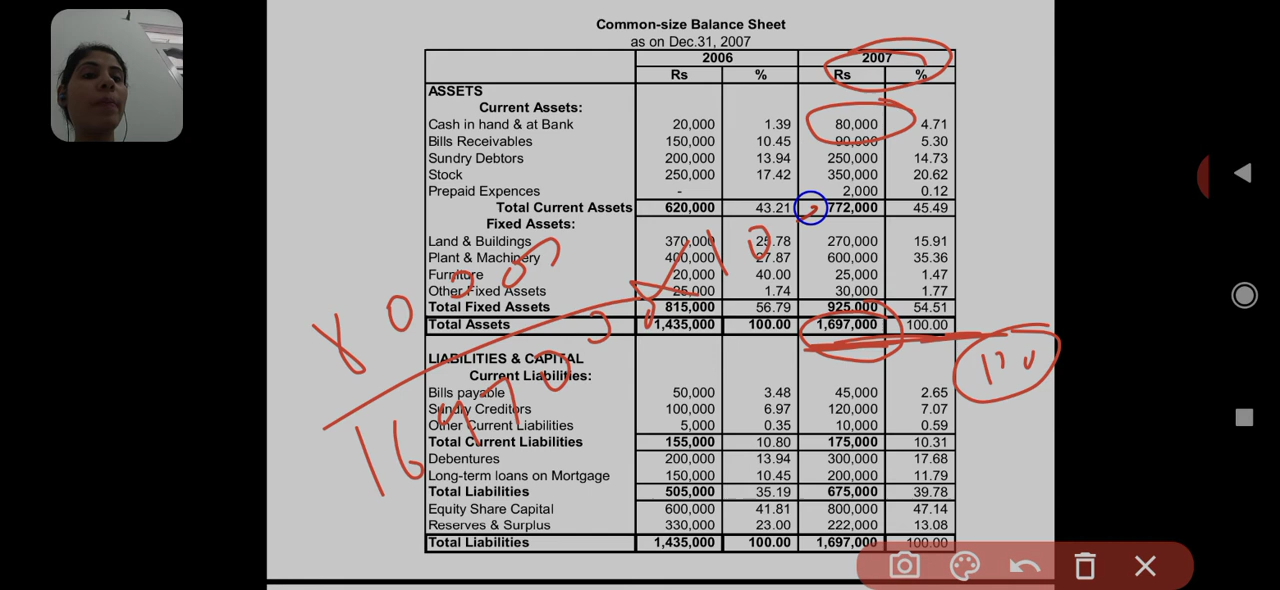 Common-size Balance Sheet
as on Dec.31, 2007
2006 2007
Rs % Rs %
ASSETS
Current Assets:
Cash in hand & at Bank 20,000 1.39 80,000 4.71
Bills Receivables 150,000 10.45 90,000 5.30
Sundry Debtors 200,000 13.94 250,000 14.73
Stock 250,000 17.42 350,000 20.62
Prepaid Expences - 2,000 0.12
Total Current Assets 620,000 43.21 772,000 45.49
Fixed Assets:
Land & Buildings 370,000 25.78 270,000 15.91
Plant & Machinery 400,000 27.87 600,000 35.36
Furniture 20,000 40.00 25,000 1.47
Other Fixed Assets 25,000 1.74 30,000 1.77
Total Fixed Assets 815,000 56.79 925,000 54.51
Total Assets 1,435,000 100.00 1,697,000 100.00
LIABILITIES & CAPITAL
Current Liabilities:
Bills payable 50,000 3.48 45,000 2.65
Sundry Creditors 100,000 6.97 120,000 7.07
Other Current Liabilities 5,000 0.35 10,000 0.59
Total Current Liabilities 155,000 10.80 175,000 10.31
Debentures 200,000 13.94 300,000 17.68
Long-term loans on Mortgage 150,000 10.45 200,000 11.79
Total Liabilities 505,000 35.19 675,000 39.78
Equity Share Capital 600,000 41.81 800,000 47.14
Reserves & Surplus 330,000 23.00 222,000 13.08
Total Liabilities 1,435,000 100.00 1,697,000 100.00
80000
1697000